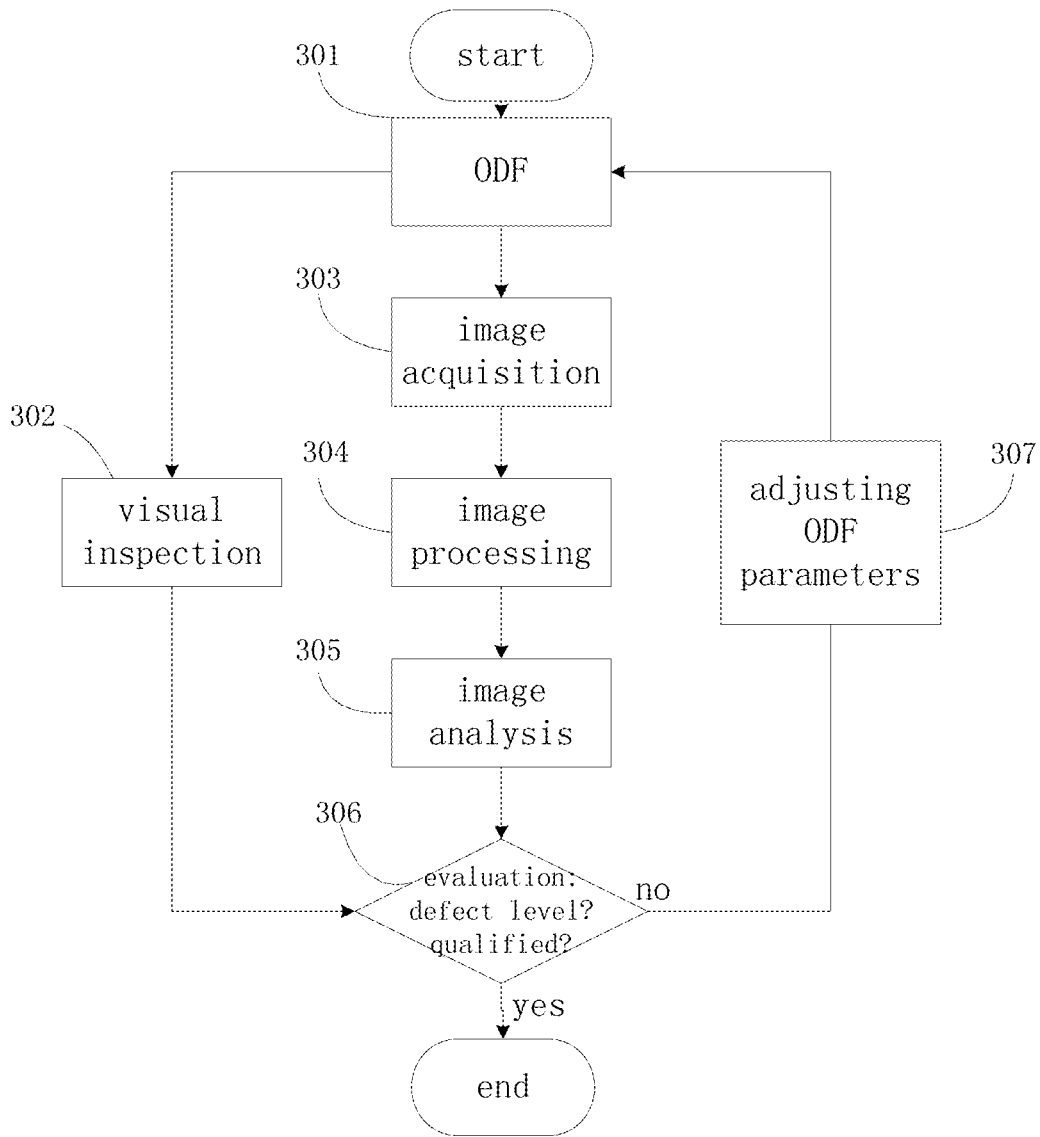 start
301
ODF
303
image
acquisition
302
visual
inspection
304
image
processing
307
adjusting
ODF
parameters
305
image
analysis
306
evaluation:
defect level?
qualified?
no
yes
end